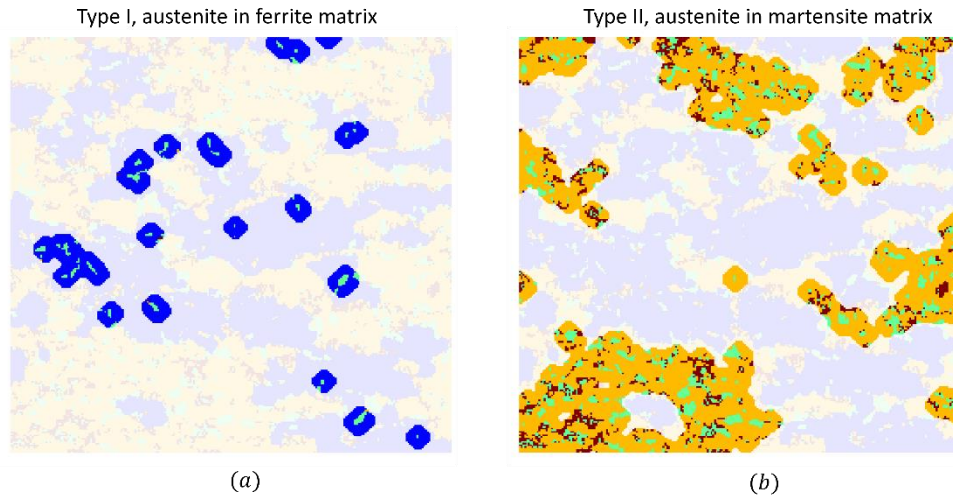 Type I, austenite in ferrite matrix
Type II, austenite in martensite matrix
(a)
(b)